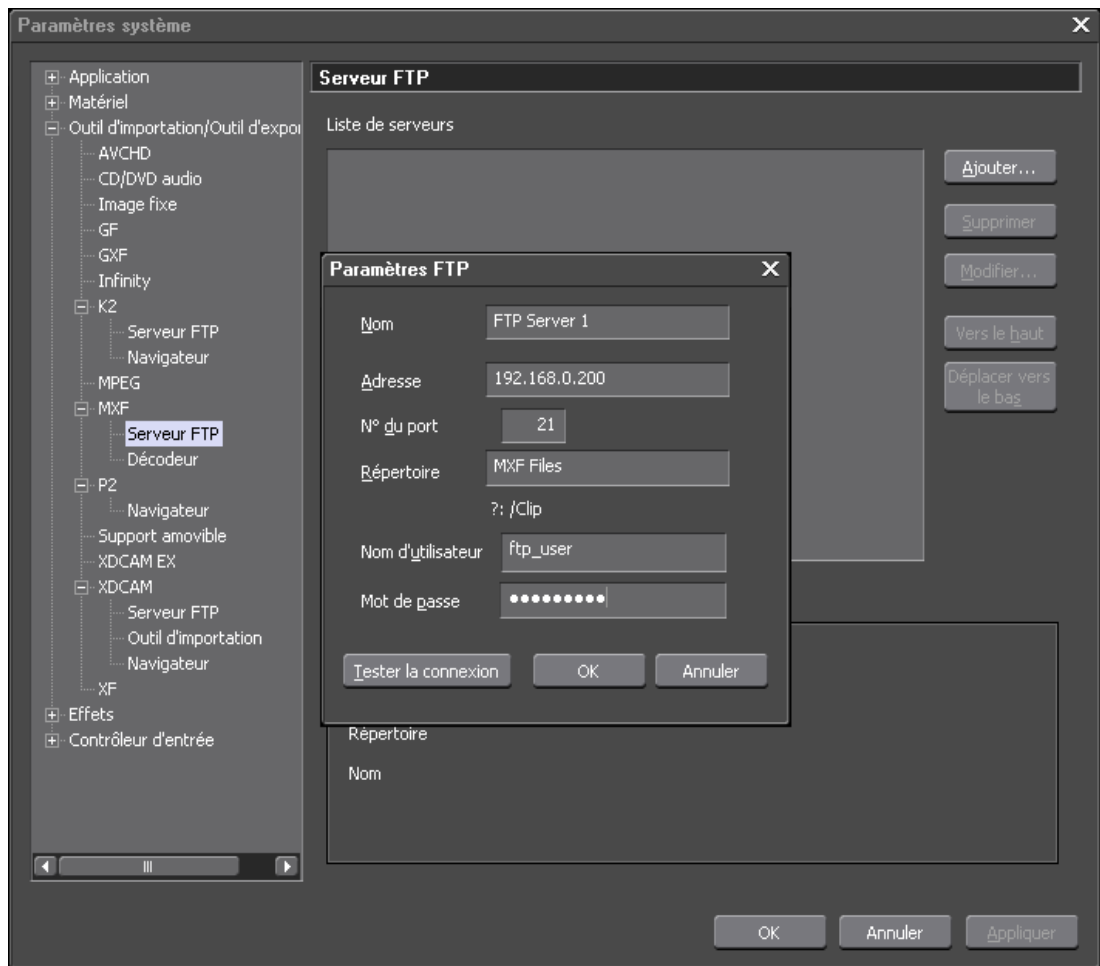 Paramètres système
Application
Matériel
Outil d'importation/Outil d'expor
AVCHD
CD/DVD audio
Image fixe
GF
GXF
Infinity
K2
Serveur FTP
Navigateur
MPEG
MXF
Serveur FTP
Décodeur
P2
Navigateur
Support amovible
XDCAM EX
XDCAM
Serveur FTP
Outil d'importation
Navigateur
XF
Effets
Contrôleur d'entrée
Serveur FTP
Liste de serveurs
Ajouter...
Supprimer
Modifier...
Vers le haut
Déplacer vers
le bas
Paramètres FTP
Nom
FTP Server 1
Adresse
192.168.0.200
N° du port
21
Répertoire
MXF Files
?: /Clip
Nom d'utilisateur
ftp_user
Mot de passe
•••••••••
Tester la connexion
OK
Annuler
Répertoire
Nom
OK
Annuler
Appliquer